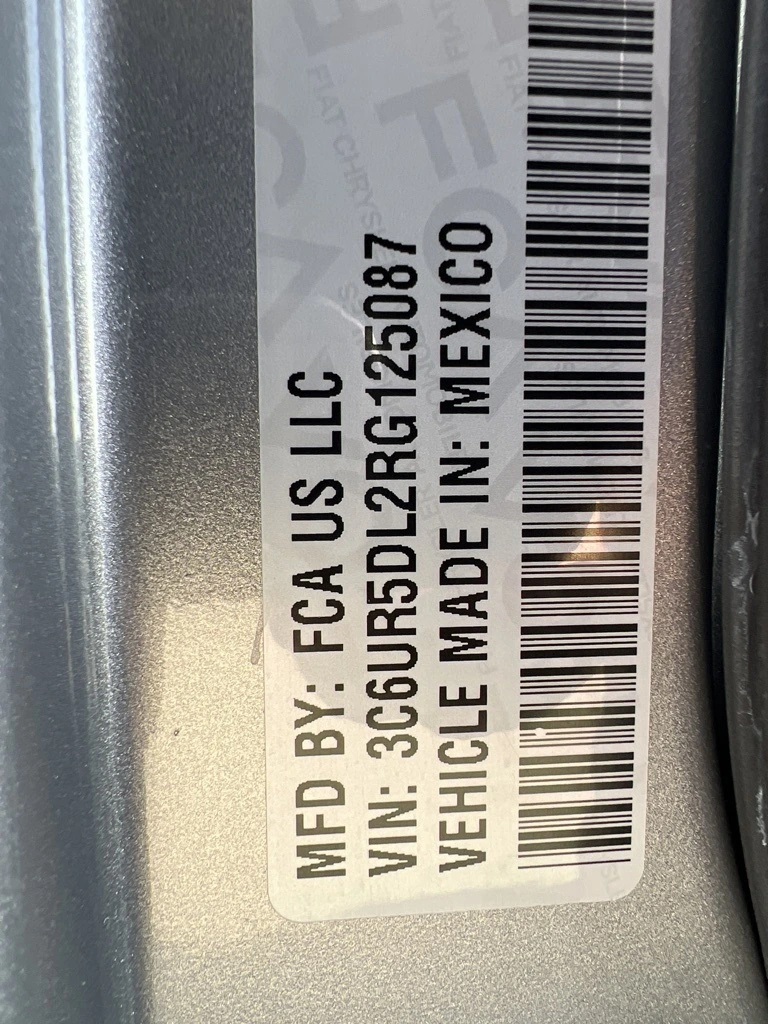 MFD BY: FCA US LLC
VIN: 3C6UR5DL2RG125087
VEHICLE MADE IN: MEXICO